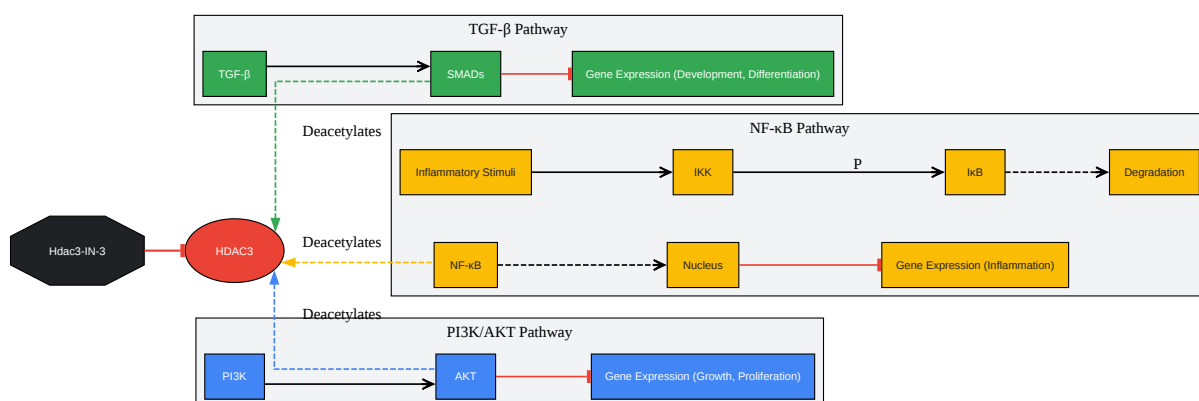 TGF-β Pathway
TGF-β
SMADs
Gene Expression (Development, Differentiation)
Deacetylates
NF-κB Pathway
Inflammatory Stimuli
IKK
P
IκB
Degradation
Hdac3-IN-3
HDAC3
Deacetylates
NF-κB
Nucleus
Gene Expression (Inflammation)
Deacetylates
PI3K/AKT Pathway
PI3K
AKT
Gene Expression (Growth, Proliferation)